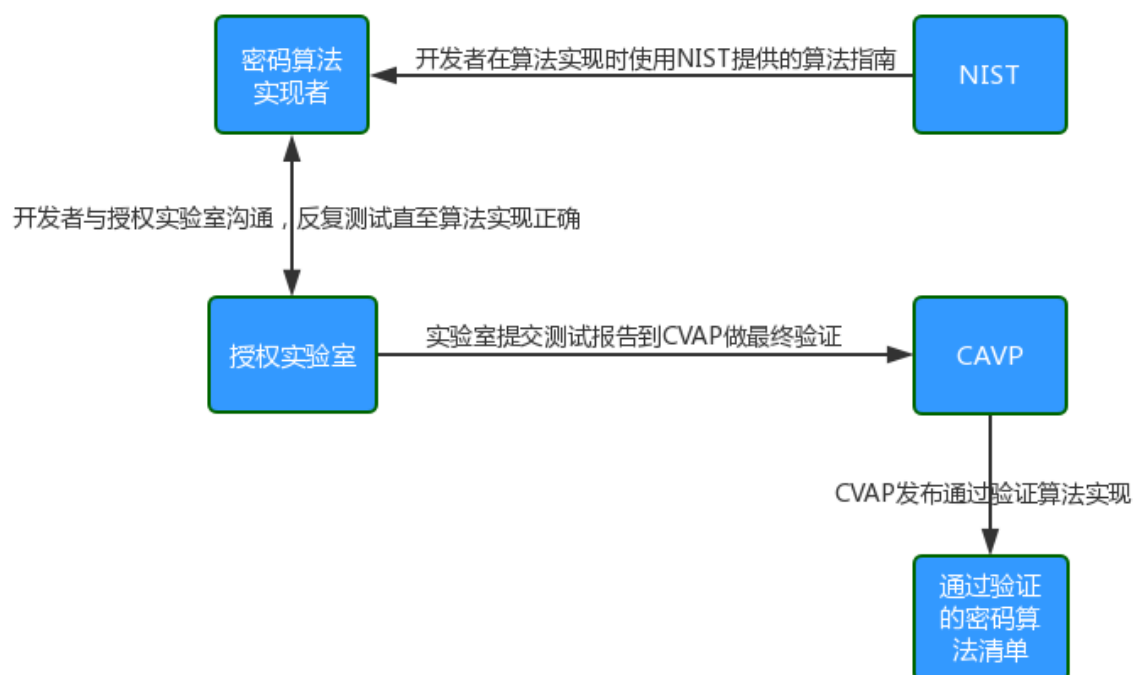 密码算法
实现者
开发者在算法实现时使用NIST提供的算法指南
NIST
开发者与授权实验室沟通，反复测试直至算法实现正确
授权实验室
实验室提交测试报告到CVAP做最终验证
CAVP
CVAP发布通过验证算法实现
通过验证
的密码算
法清单